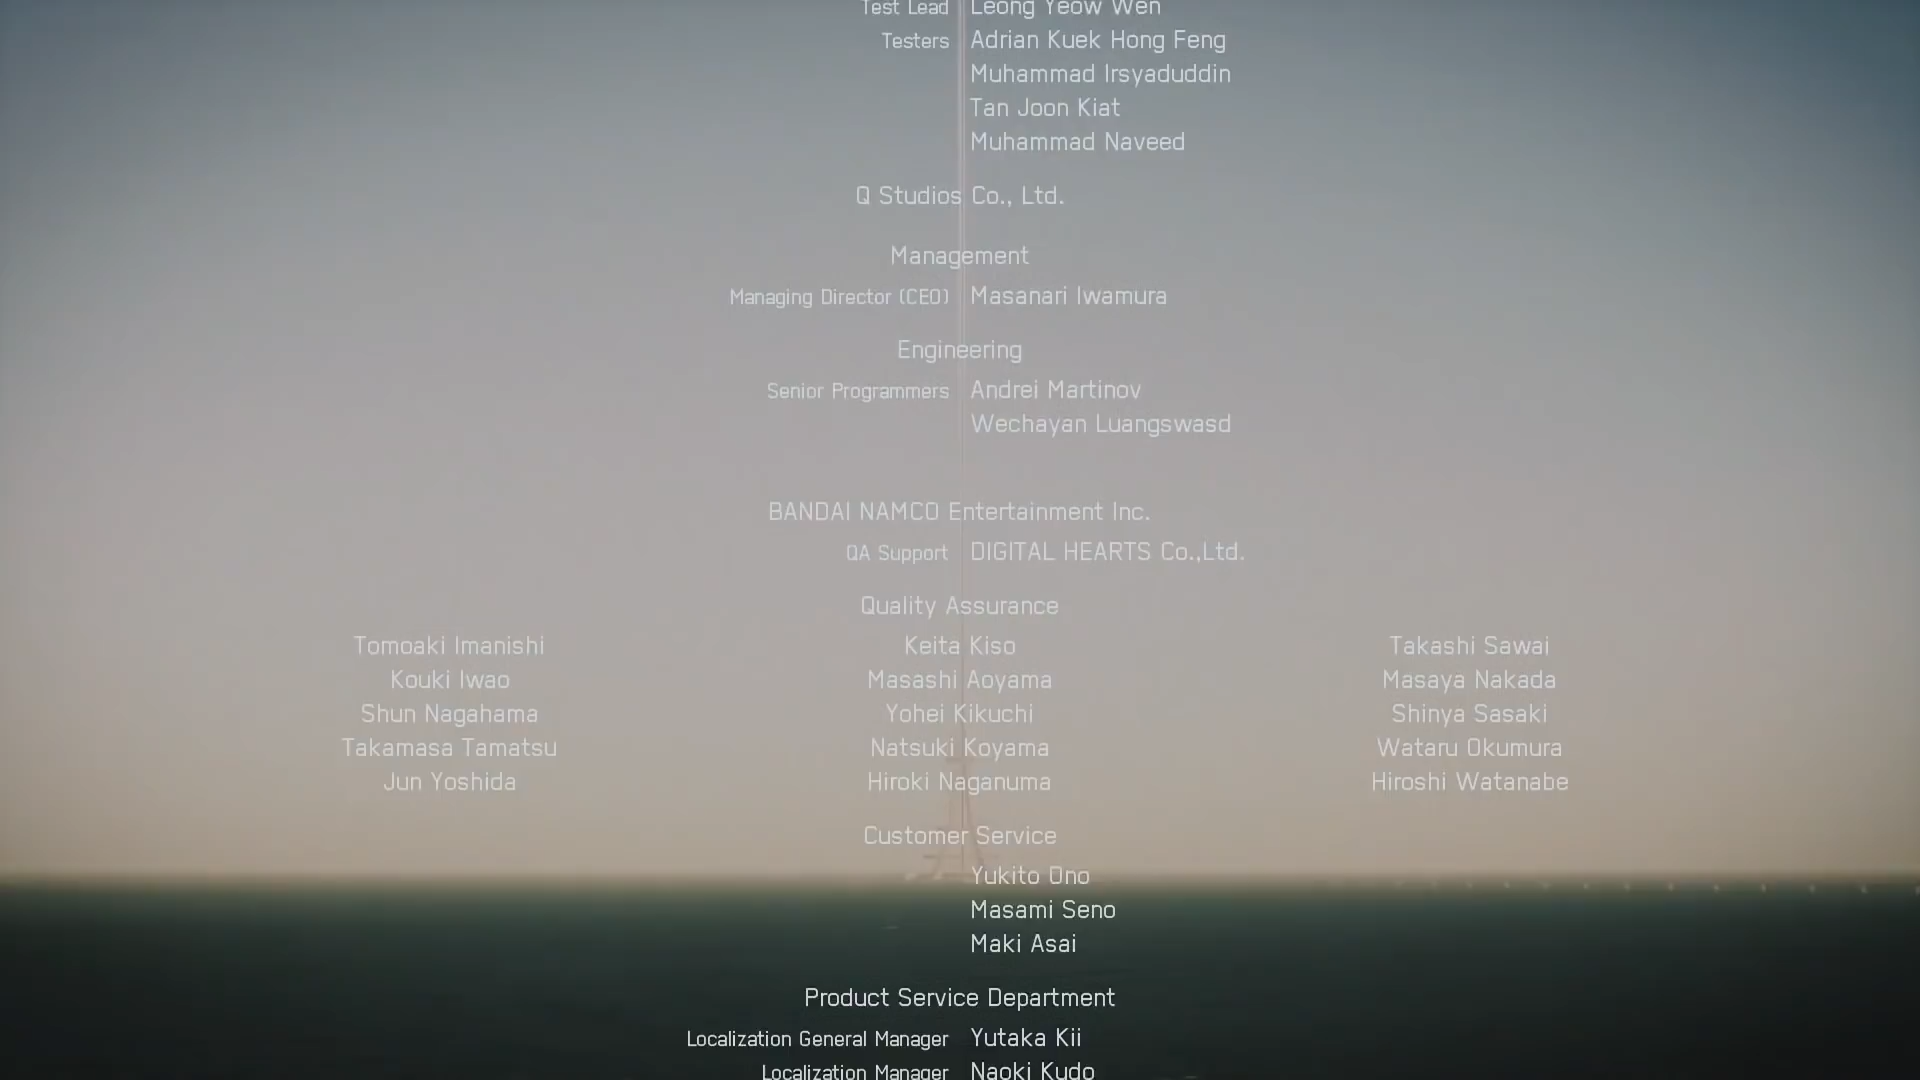 Test Lead Leong Yeow Wen
Testers Adrian Kuek Hong Feng
Muhammad Irsyaduddin
Tan Joon Kiat
Muhammad Naveed
Q Studios Co., Ltd.
Management
Managing Director (CEO) Masanari Iwamura
Engineering
Senior Programmers Andrei Martinov
Wechayan Luangswasd
BANDAI NAMCO Entertainment Inc.
QA Support DIGITAL HEARTS Co.,Ltd.
Quality Assurance
Tomoaki Imanishi Keita Kiso Takashi Sawai
Kouki Iwao Masashi Aoyama Masaya Nakada
Shun Nagahama Yohei Kikuchi Shinya Sasaki
Takamasa Tamatsu Natsuki Koyama Wataru Okumura
Jun Yoshida Hiroki Naganuma Hiroshi Watanabe
Customer Service
Yukito Ono
Masami Seno
Maki Asai
Product Service Department
Localization General Manager Yutaka Kii
Localization Manager Naoki Kudo